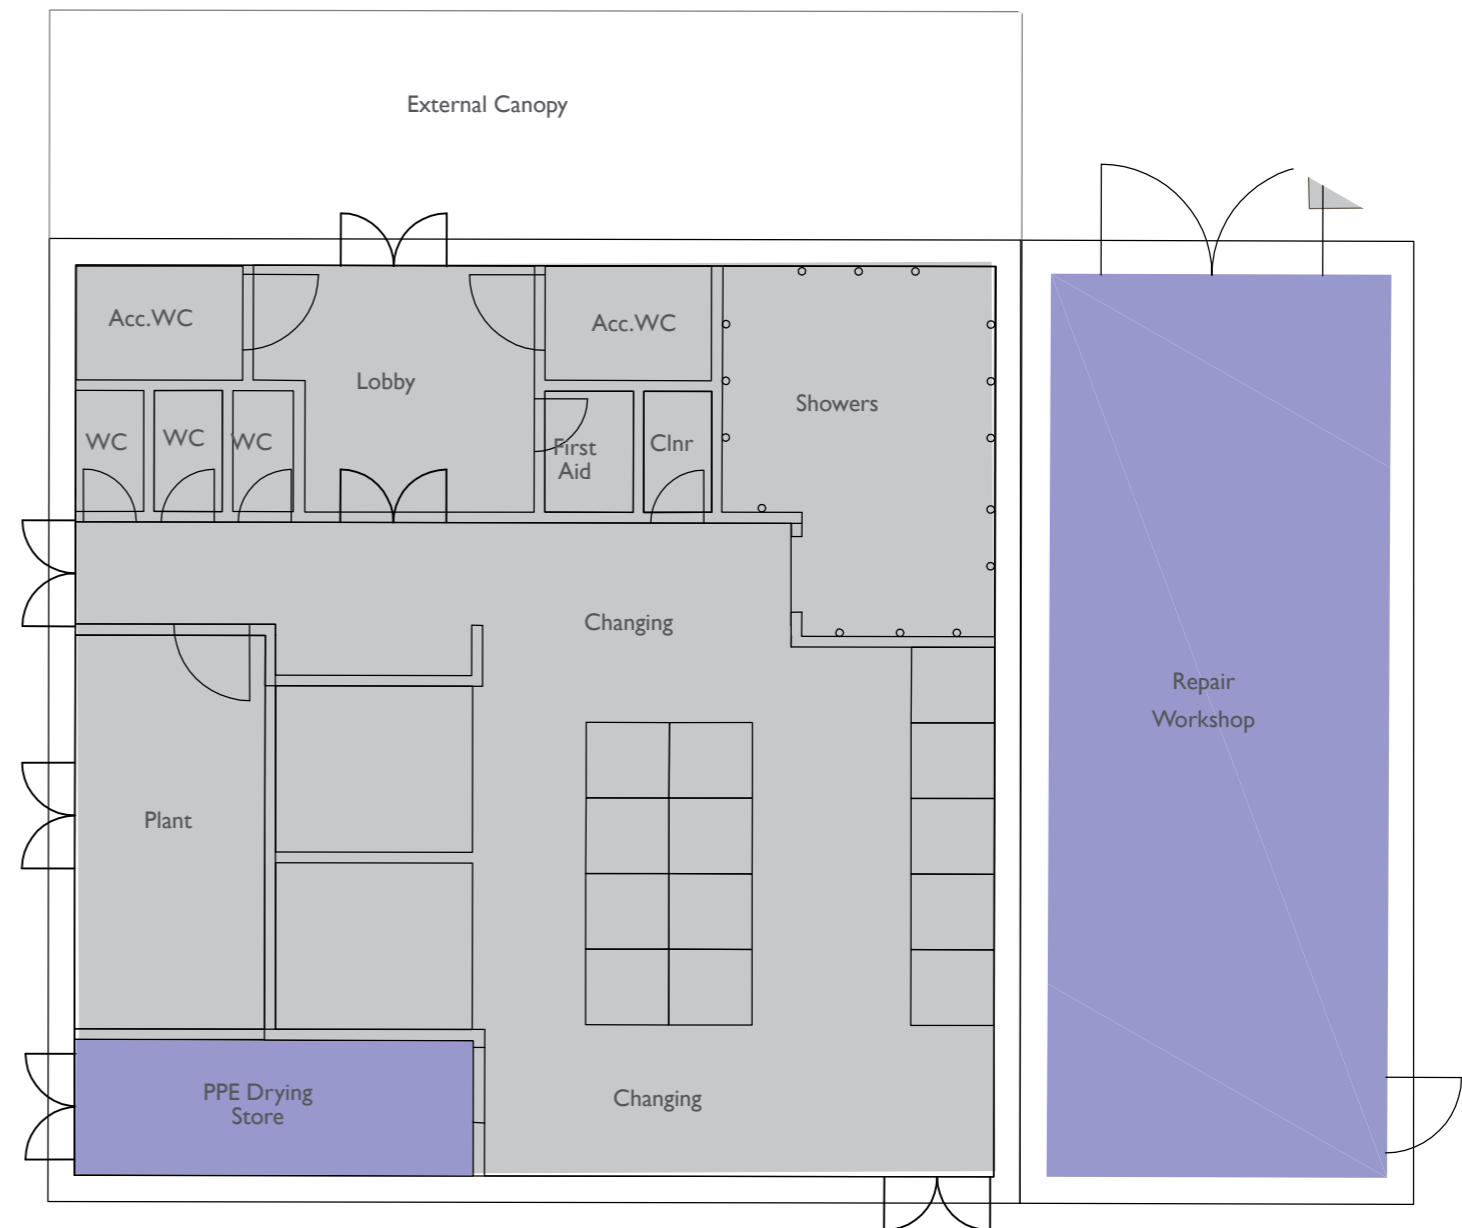 External Canopy
Acc.WC
Acc.WC
Lobby
Showers
WC
WC
WC
First
Aid
Clnr
Changing
Repair
Workshop
Plant
PPE Drying
Store
Changing